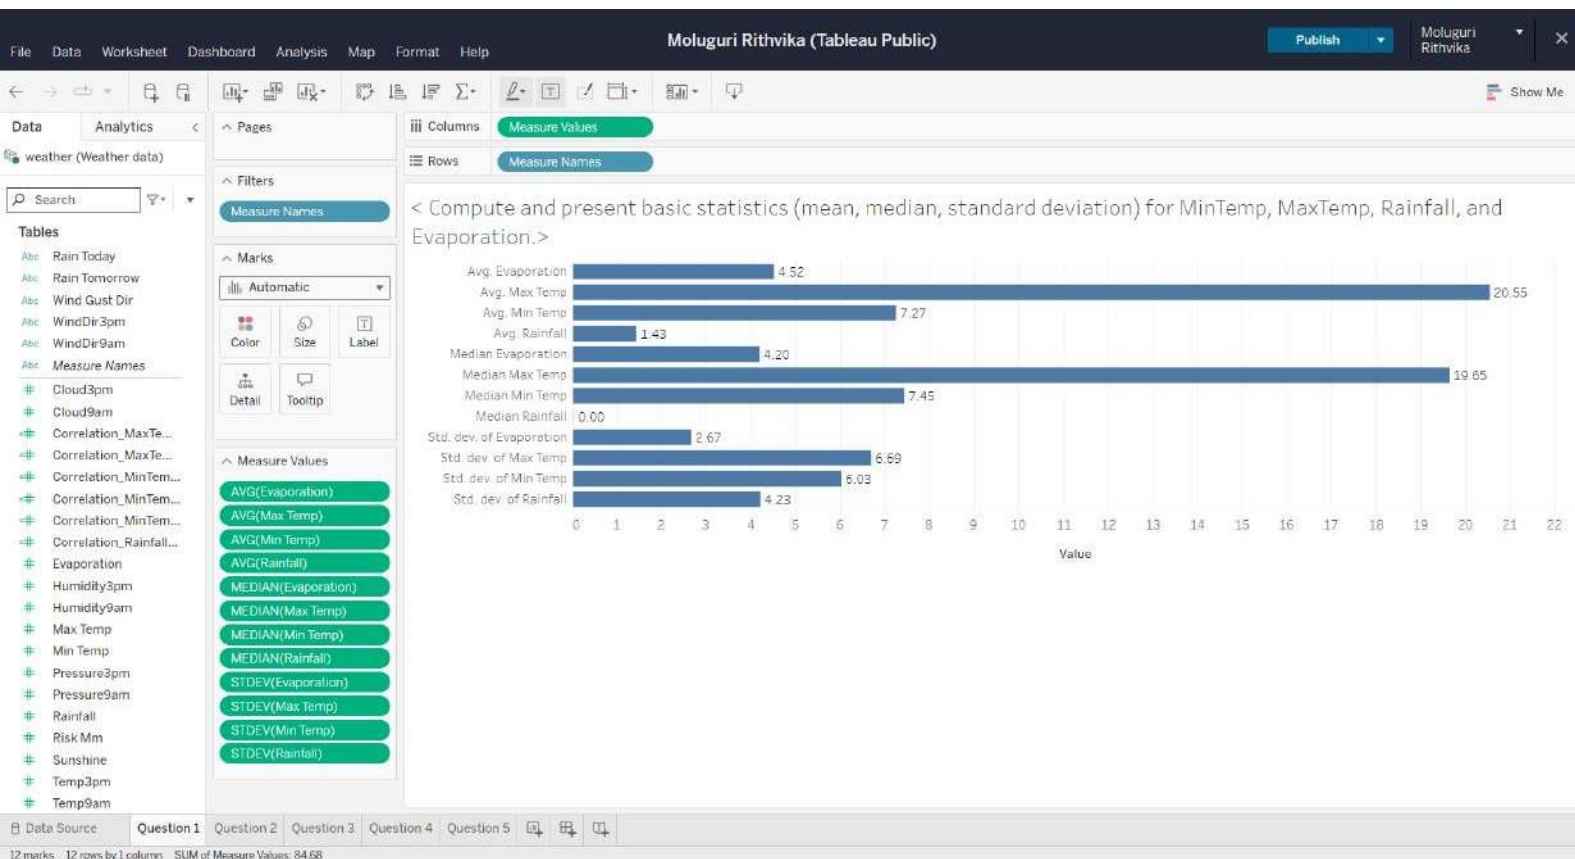 Moluguri Rithvika (Tableau Public)
Publish
Moluguri
Rithvika
File Data Worksheet Dashboard Analysis Map Format Help
Show Me
Data Analytics
weather (Weather data)
Search
Tables
Abc Rain Today
Abc Rain Tomorrow
Abc Wind Gust Dir
Abc WindDir3pm
Abc WindDir9am
Abc Measure Names
# Cloud3pm
# Cloud9am
=# Correlation_MaxTe...
=# Correlation_MaxTe...
=# Correlation_MinTem...
=# Correlation_MinTem...
=# Correlation_MinTem...
=# Correlation_Rainfall...
# Evaporation
# Humidity3pm
# Humidity9am
# Max Temp
# Min Temp
# Pressure3pm
# Pressure9am
# Rainfall
# Risk Mm
# Sunshine
# Temp3pm
# Temp9am
Pages
Filters
Measure Names
Marks
Automatic
Color Size Label
Detail Tooltip
Measure Values
AVG(Evaporation)
AVG(Max Temp)
AVG(Min Temp)
AVG(Rainfall)
MEDIAN(Evaporation)
MEDIAN(Max Temp)
MEDIAN(Min Temp)
MEDIAN(Rainfall)
STDEV(Evaporation)
STDEV(Max Temp)
STDEV(Min Temp)
STDEV(Rainfall)
Columns Measure Values
Rows Measure Names
< Compute and present basic statistics (mean, median, standard deviation) for MinTemp, MaxTemp, Rainfall, and
Evaporation.>
Avg. Evaporation 4.52
Avg. Max Temp 20.55
Avg. Min Temp 7.27
Avg. Rainfall 1.43
Median Evaporation 4.20
Median Max Temp 19.65
Median Min Temp 7.45
Median Rainfall 0.00
Std. dev. of Evaporation 2.67
Std. dev. of Max Temp 6.69
Std. dev. of Min Temp 6.03
Std. dev. of Rainfall 4.23
0 1 2 3 4 5 6 7 8 9 10 11 12 13 14 15 16 17 18 19 20 21 22
Value
Data Source Question 1 Question 2 Question 3 Question 4 Question 5
12 marks 12 rows by 1 column SUM of Measure Values: 84.68